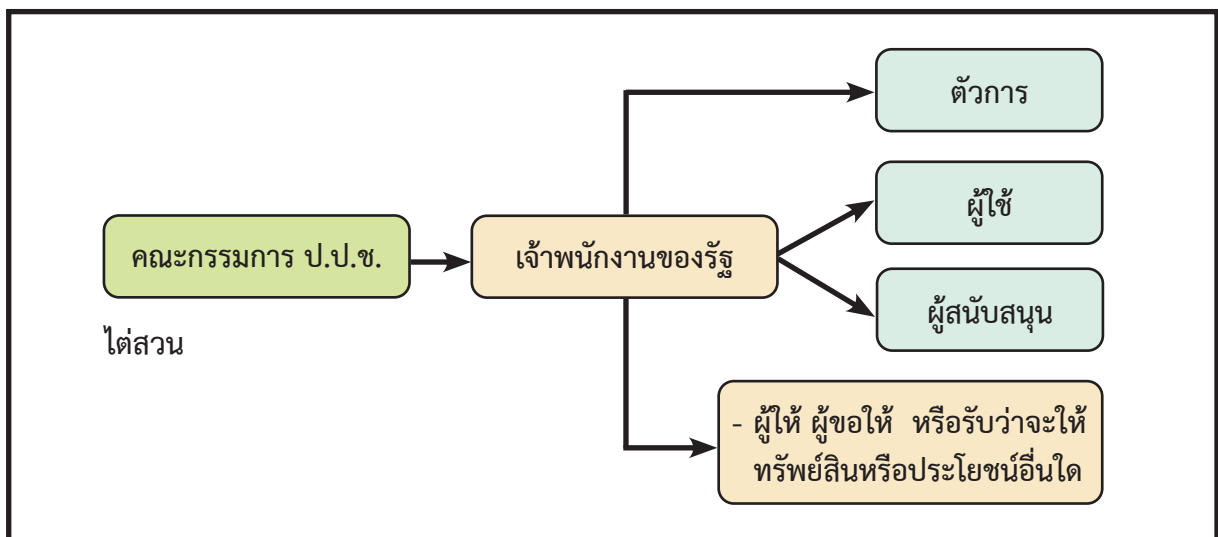 ตัวการ
ผู้ใช้
คณะกรรมการ ป.ป.ช.
เจ้าพนักงานของรัฐ
ผู้สนับสนุน
ไต่สวน
- ผู้ให้ ผู้ขอให้ หรือรับว่าจะให้
ทรัพย์สินหรือประโยชน์อื่นใด